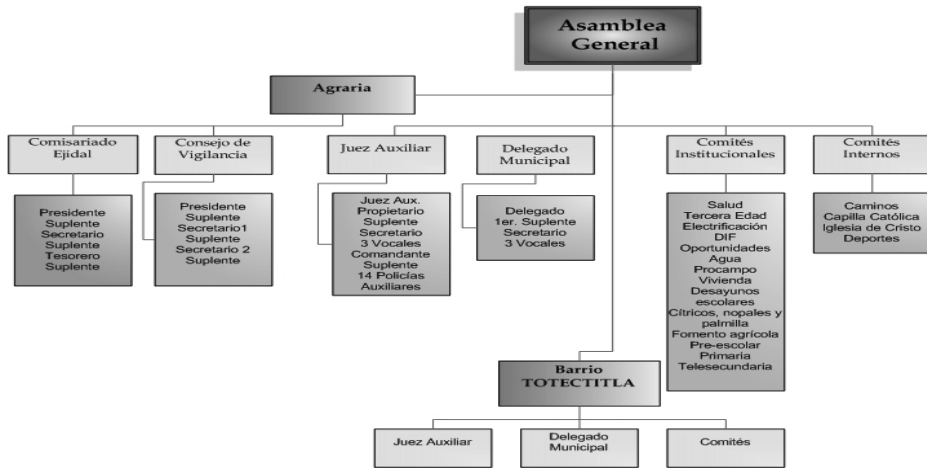 Asamblea
General
Agraria
Comisariado
Ejidal
Consejo de
Vigilancia
Juez Auxiliar
Delegado
Municipal
Comités
Institucionales
Comités
Internos
Presidente
Suplente
Secretario
Suplente
Tesorero
Suplente
Presidente
Suplente
Secretario1
Suplente
Secretario 2
Suplente
Juez Aux.
Propietario
Suplente
Secretario
3 Vocales
Comandante
Suplente
14 Policías
Auxiliares
Delegado
1er. Suplente
Secretario
3 Vocales
Salud
Tercera Edad
Electrificación
DIF
Oportunidades
Agua
Procampo
Vivienda
Desayunos
escolares
Cítricos, nopales y
palmilla
Fomento agrícola
Pre-escolar
Primaria
Telesecundaria
Caminos
Capilla Católica
Iglesia de Cristo
Deportes
Barrio
TOTECTITLA
Juez Auxiliar
Delegado
Municipal
Comités